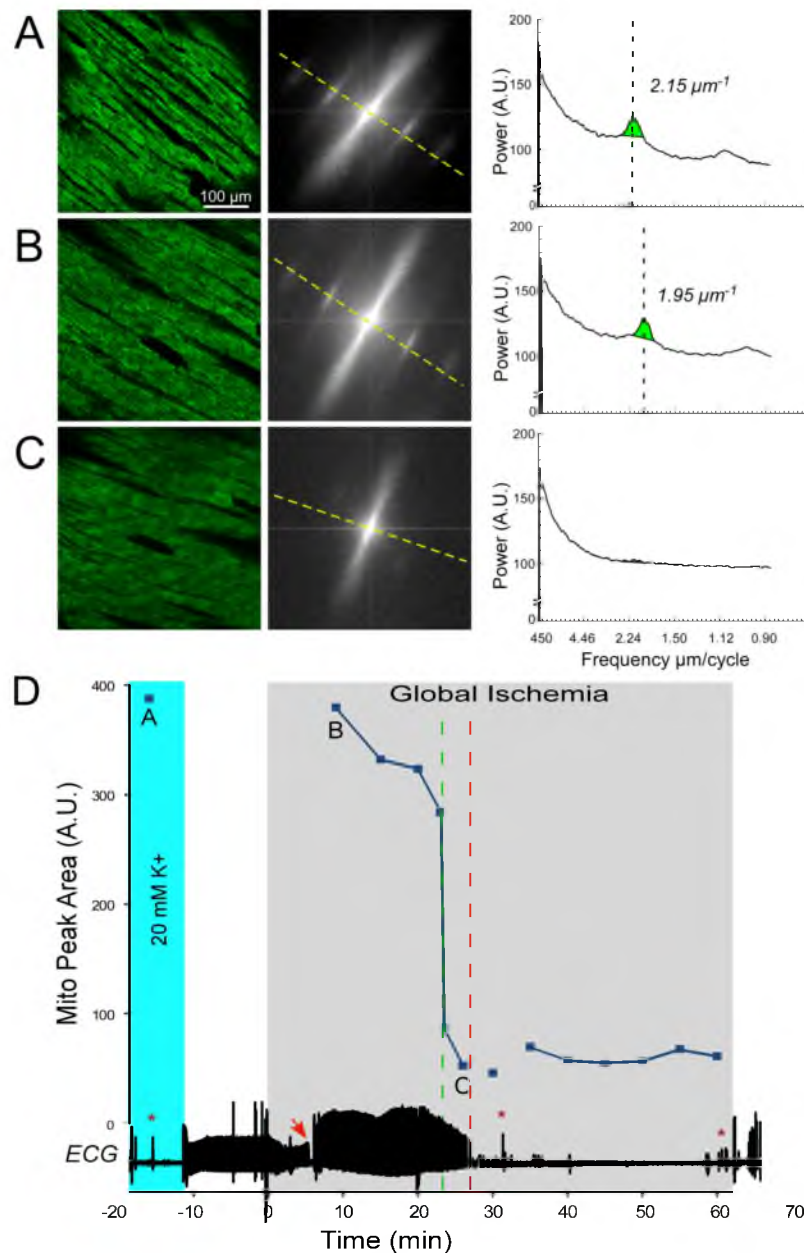 A
100 µm
200
150
100
0
Power (A.U.)
2.15 µm-1
B
200
150
100
0
Power (A.U.)
1.95 µm-1
C
200
150
100
0
Power (A.U.)
450 4.46 2.24 1.50 1.12 0.90
Frequency µm/cycle
D
Global Ischemia
400
300
200
100
0
Mito Peak Area (A.U.)
20 mM K+
A
B
C
*
*
*
ECG
-20 -10 0 10 20 30 40 50 60 70
Time (min)